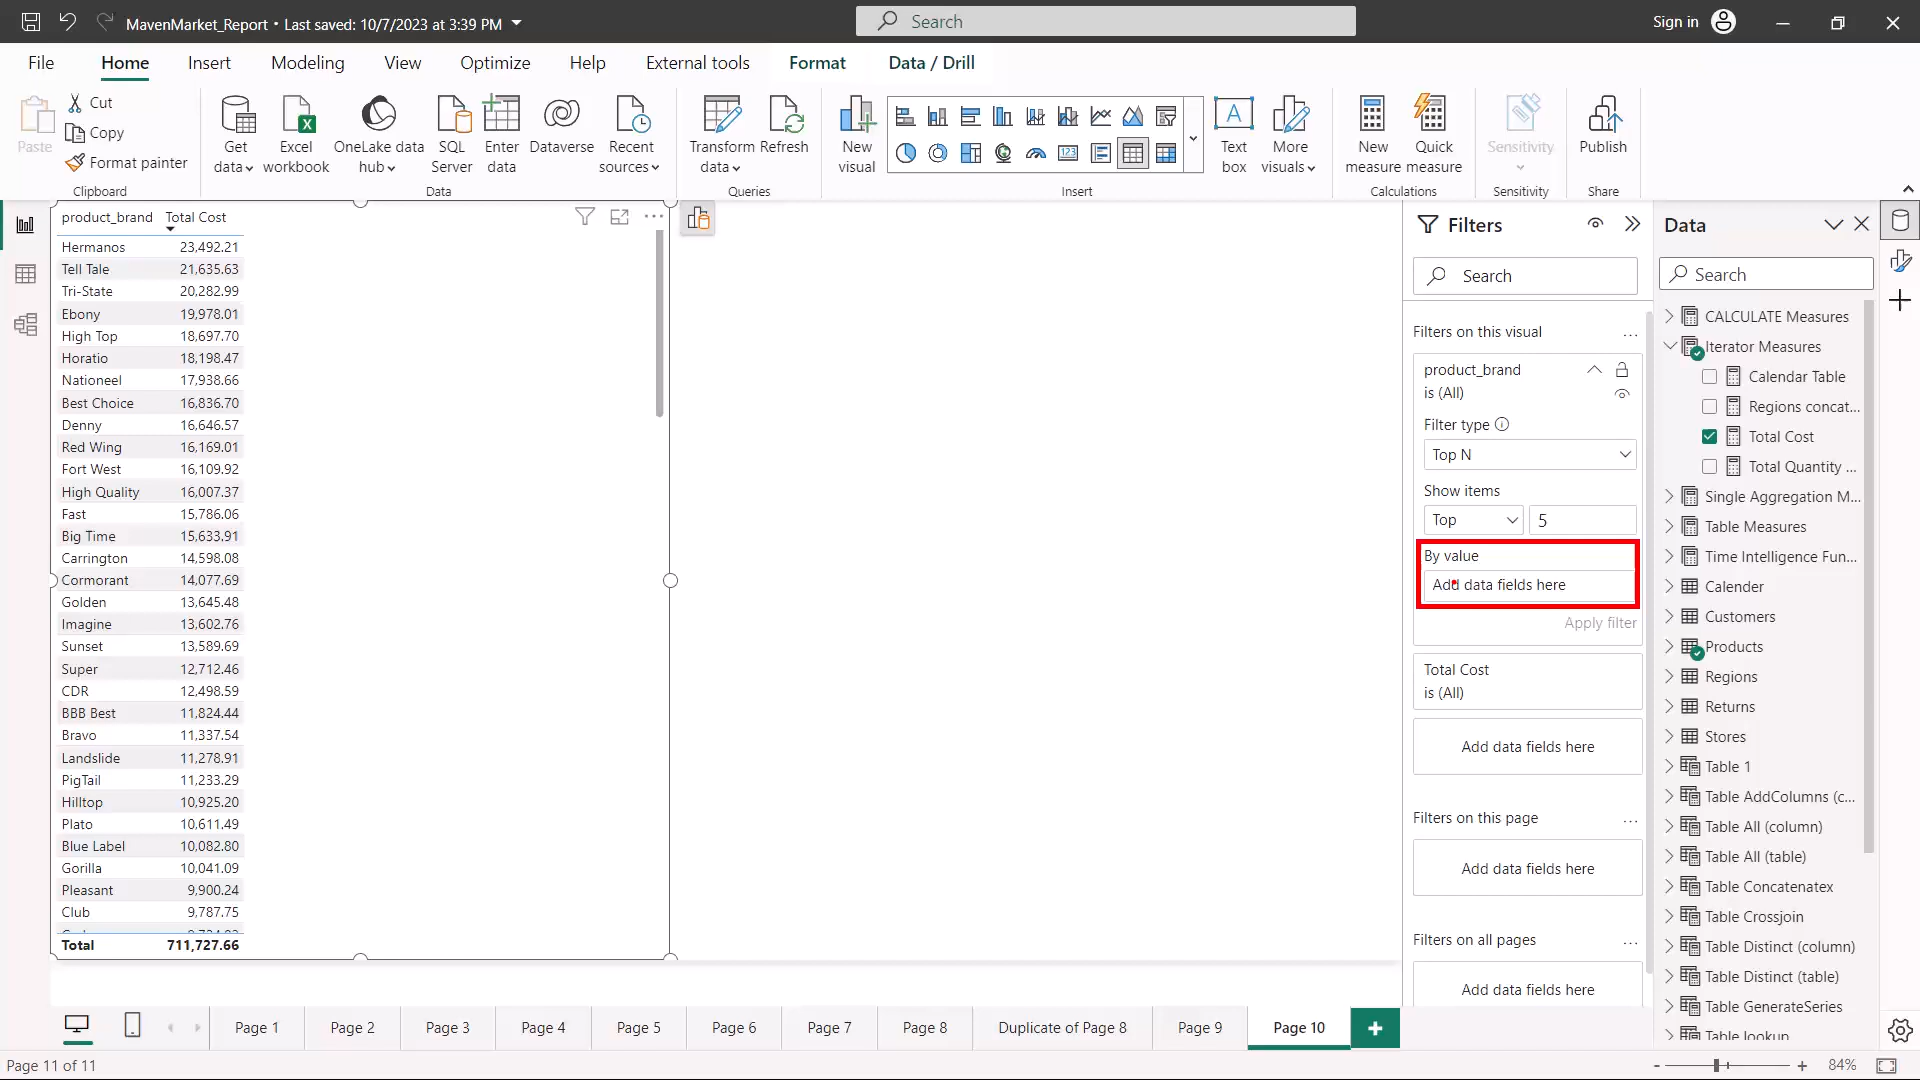 MavenMarket_Report • Last saved: 10/7/2023 at 3:39 PM
Search
Sign in
File Home Insert Modeling View Optimize Help External tools Format Data / Drill
Paste
Cut
Copy
Format painter
Clipboard
Get data
Excel workbook
OneLake data hub
SQL Server
Enter data
Dataverse
Recent sources
Data
Transform data
Refresh
Queries
New visual
123
Text box
More visuals
Insert
New measure
Quick measure
Calculations
Sensitivity
Sensitivity
Publish
Share
product_brand Total Cost
Hermanos 23,492.21
Tell Tale 21,635.63
Tri-State 20,282.99
Ebony 19,978.01
High Top 18,697.70
Horatio 18,198.47
Nationeel 17,938.66
Best Choice 16,836.70
Denny 16,646.57
Red Wing 16,169.01
Fort West 16,109.92
High Quality 16,007.37
Fast 15,786.06
Big Time 15,633.91
Carrington 14,598.08
Cormorant 14,077.69
Golden 13,645.48
Imagine 13,602.76
Sunset 13,589.69
Super 12,712.46
CDR 12,498.59
BBB Best 11,824.44
Bravo 11,337.54
Landslide 11,278.91
PigTail 11,233.29
Hilltop 10,925.20
Plato 10,611.49
Blue Label 10,082.80
Gorilla 10,041.09
Pleasant 9,900.24
Club 9,787.75
Total 711,727.66
Filters
Search
Filters on this visual ...
product_brand
is (All)
Filter type
Top N
Show items
Top 5
By value
Add data fields here
Apply filter
Total Cost
is (All)
Add data fields here
Filters on this page ...
Add data fields here
Filters on all pages ...
Add data fields here
Data
Search
CALCULATE Measures
Iterator Measures
Calendar Table
Regions concat...
Total Cost
Total Quantity ...
Single Aggregation M...
Table Measures
Time Intelligence Fun...
Calender
Customers
Products
Regions
Returns
Stores
Table 1
Table AddColumns (c...
Table All (column)
Table All (table)
Table Concatenatex
Table Crossjoin
Table Distinct (column)
Table Distinct (table)
Table GenerateSeries
Table lookup
Page 1 Page 2 Page 3 Page 4 Page 5 Page 6 Page 7 Page 8 Duplicate of Page 8 Page 9 Page 10 +
Page 11 of 11
- + 84%